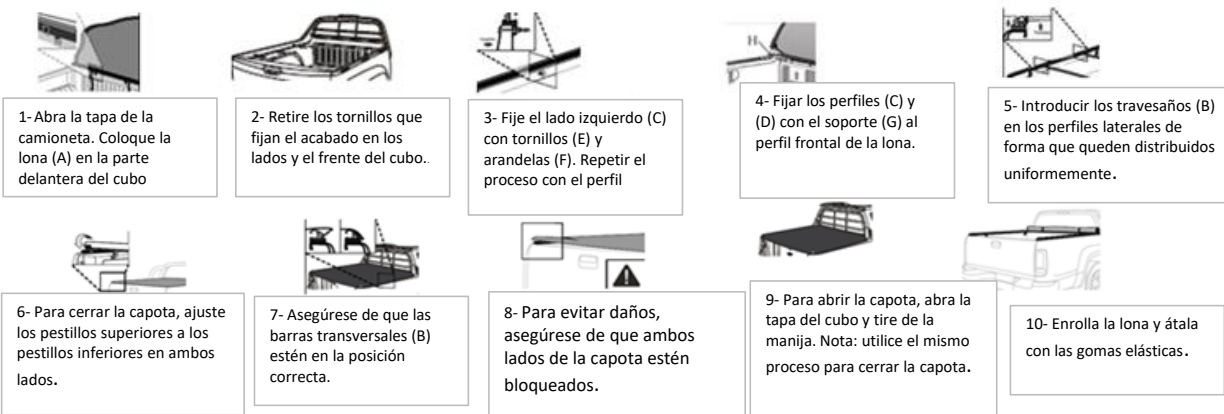 H
1- Abra la tapa de la
camioneta. Coloque la
lona (A) en la parte
delantera del cubo
2- Retire los tornillos que
fijan el acabado en los
lados y el frente del cubo..
3- Fije el lado izquierdo (C)
con tornillos (E) y
arandelas (F). Repetir el
proceso con el perfil
4- Fijar los perfiles (C) y
(D) con el soporte (G) al
perfil frontal de la lona.
5- Introducir los travesaños (B)
en los perfiles laterales de
forma que queden distribuidos
uniformemente.
6- Para cerrar la capota, ajuste
los pestillos superiores a los
pestillos inferiores en ambos
lados.
7- Asegúrese de que las
barras transversales (B)
estén en la posición
correcta.
8- Para evitar daños,
asegúrese de que ambos
lados de la capota estén
bloqueados.
9- Para abrir la capota, abra la
tapa del cubo y tire de la
manija. Nota: utilice el mismo
proceso para cerrar la capota.
10- Enrolla la lona y átala
con las gomas elásticas.